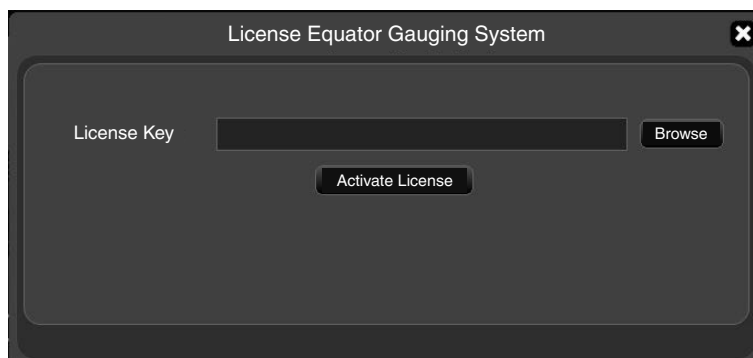 License Equator Gauging System
License Key
Browse
Activate License